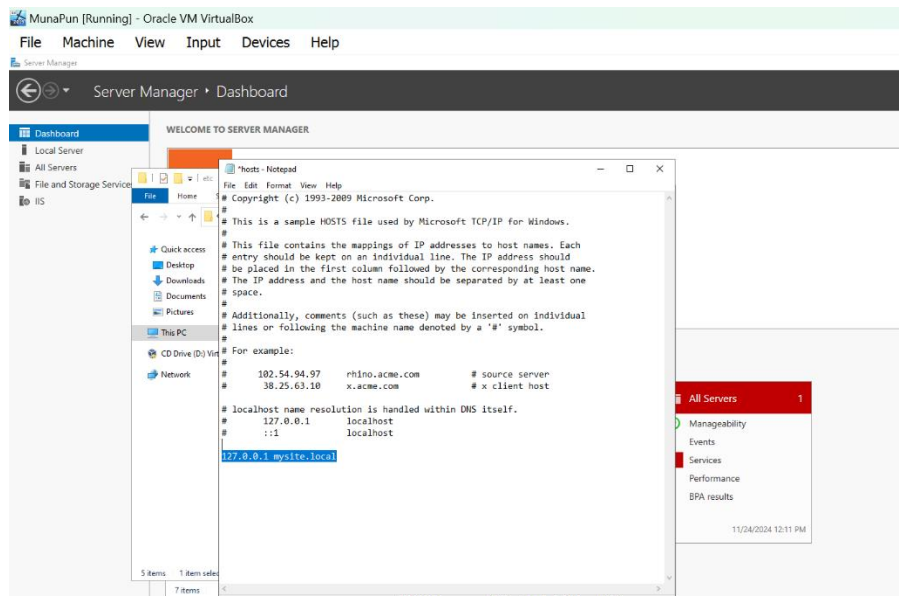 MunaPun [Running] - Oracle VM VirtualBox
File Machine View Input Devices Help
Server Manager
Server Manager • Dashboard
Dashboard
Local Server
All Servers
File and Storage Service
IIS
WELCOME TO SERVER MANAGER
etc
File Home
Quick access
Desktop
Downloads
Documents
Pictures
This PC
CD Drive (D:) Virt
Network
5 items 1 item selec
7 items
*hosts - Notepad
File Edit Format View Help
# Copyright (c) 1993-2009 Microsoft Corp.
#
# This is a sample HOSTS file used by Microsoft TCP/IP for Windows.
#
# This file contains the mappings of IP addresses to host names. Each
# entry should be kept on an individual line. The IP address should
# be placed in the first column followed by the corresponding host name.
# The IP address and the host name should be separated by at least one
# space.
#
# Additionally, comments (such as these) may be inserted on individual
# lines or following the machine name denoted by a '#' symbol.
#
# For example:
#
# 102.54.94.97 rhino.acme.com # source server
# 38.25.63.10 x.acme.com # x client host
# localhost name resolution is handled within DNS itself.
# 127.0.0.1 localhost
# ::1 localhost
127.0.0.1 mysite.local
All Servers 1
Manageability
Events
Services
Performance
BPA results
11/24/2024 12:11 PM